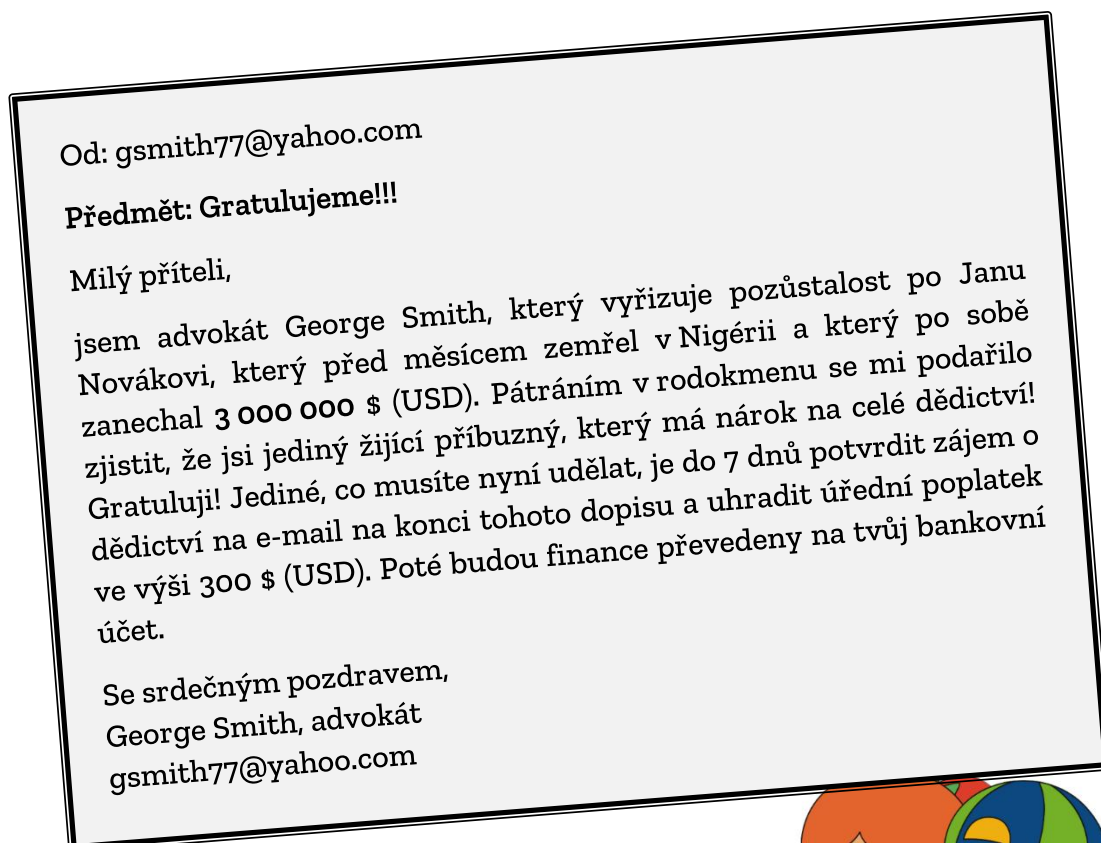 Od: gsmith77@yahoo.com
Předmět: Gratulujeme!!!
Milý příteli,
jsem advokát George Smith, který vyřizuje pozůstalost po Janu
Novákovi, který před měsícem zemřel v Nigérii a který po sobě
zanechal 3 000 000 $ (USD). Pátráním v rodokmenu se mi podařilo
zjistit, že jsi jediný žijící příbuzný, který má nárok na celé dědictví!
Gratuluji! Jediné, co musíte nyní udělat, je do 7 dnů potvrdit zájem o
dědictví na e-mail na konci tohoto dopisu a uhradit úřední poplatek
ve výši 300 $ (USD). Poté budou finance převedeny na tvůj bankovní
účet.
Se srdečným pozdravem,
George Smith, advokát
gsmith77@yahoo.com